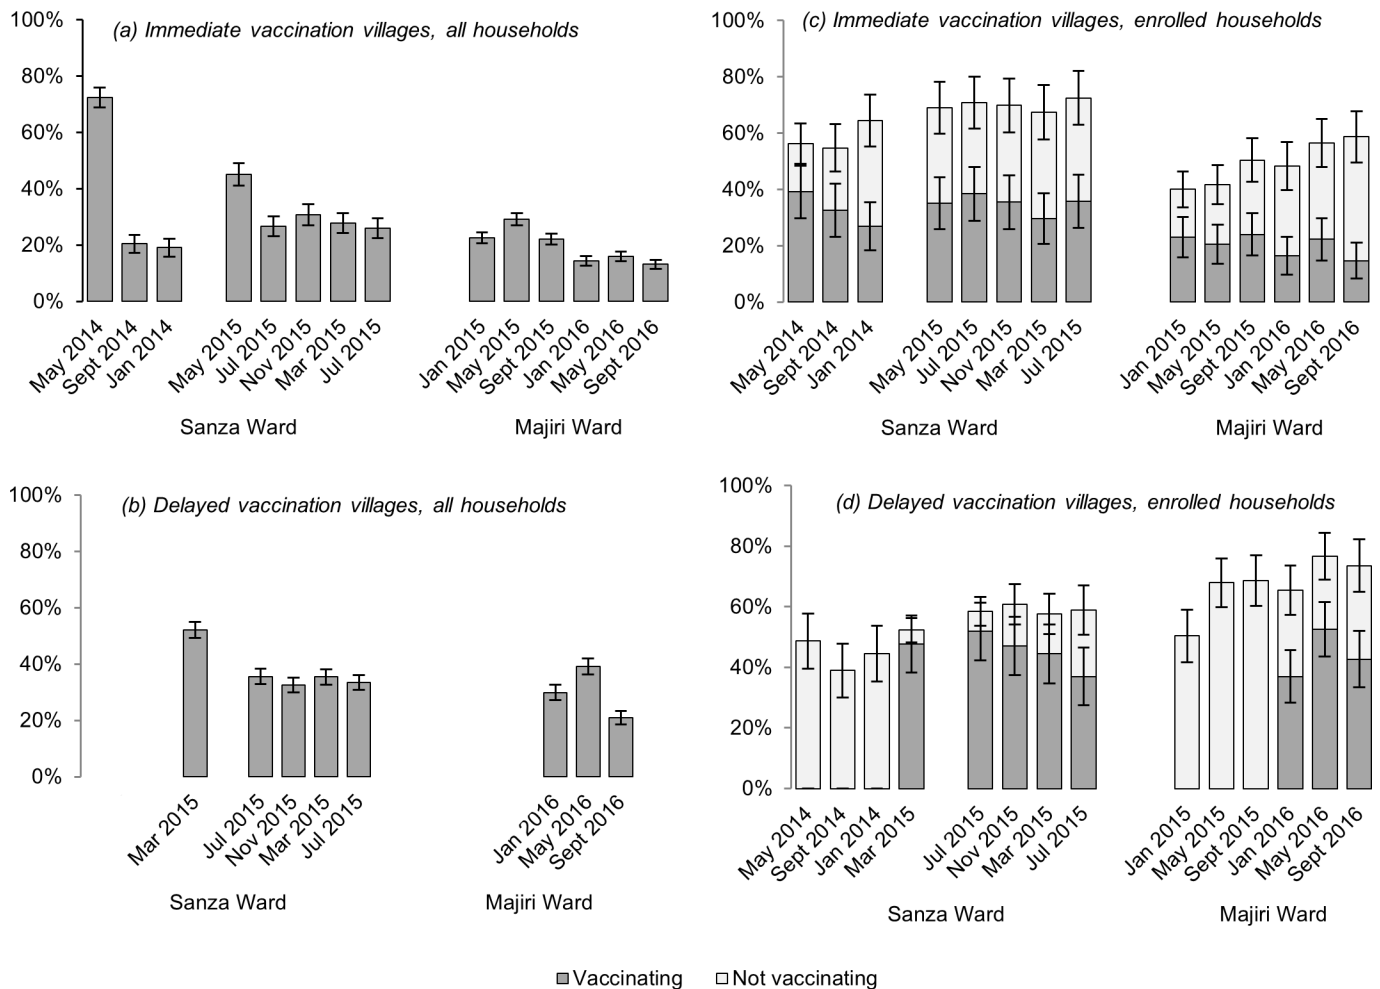 (a) Immediate vaccination villages, all households
100%
80%
60%
40%
20%
0%
May 2014
Sept 2014
Jan 2014
May 2015
Jul 2015
Nov 2015
Mar 2015
Jul 2015
Jan 2015
May 2015
Sept 2015
Jan 2016
May 2016
Sept 2016
Sanza Ward
Majiri Ward
(c) Immediate vaccination villages, enrolled households
100%
80%
60%
40%
20%
0%
May 2014
Sept 2014
Jan 2014
May 2015
Jul 2015
Nov 2015
Mar 2015
Jul 2015
Jan 2015
May 2015
Sept 2015
Jan 2016
May 2016
Sept 2016
Sanza Ward
Majiri Ward
(b) Delayed vaccination villages, all households
100%
80%
60%
40%
20%
0%
Mar 2015
Jul 2015
Nov 2015
Mar 2015
Jul 2015
Jan 2016
May 2016
Sept 2016
Sanza Ward
Majiri Ward
(d) Delayed vaccination villages, enrolled households
100%
80%
60%
40%
20%
0%
May 2014
Sept 2014
Jan 2014
Mar 2015
Jul 2015
Nov 2015
Mar 2015
Jul 2015
Jan 2015
May 2015
Sept 2015
Jan 2016
May 2016
Sept 2016
Sanza Ward
Majiri Ward
Vaccinating
Not vaccinating